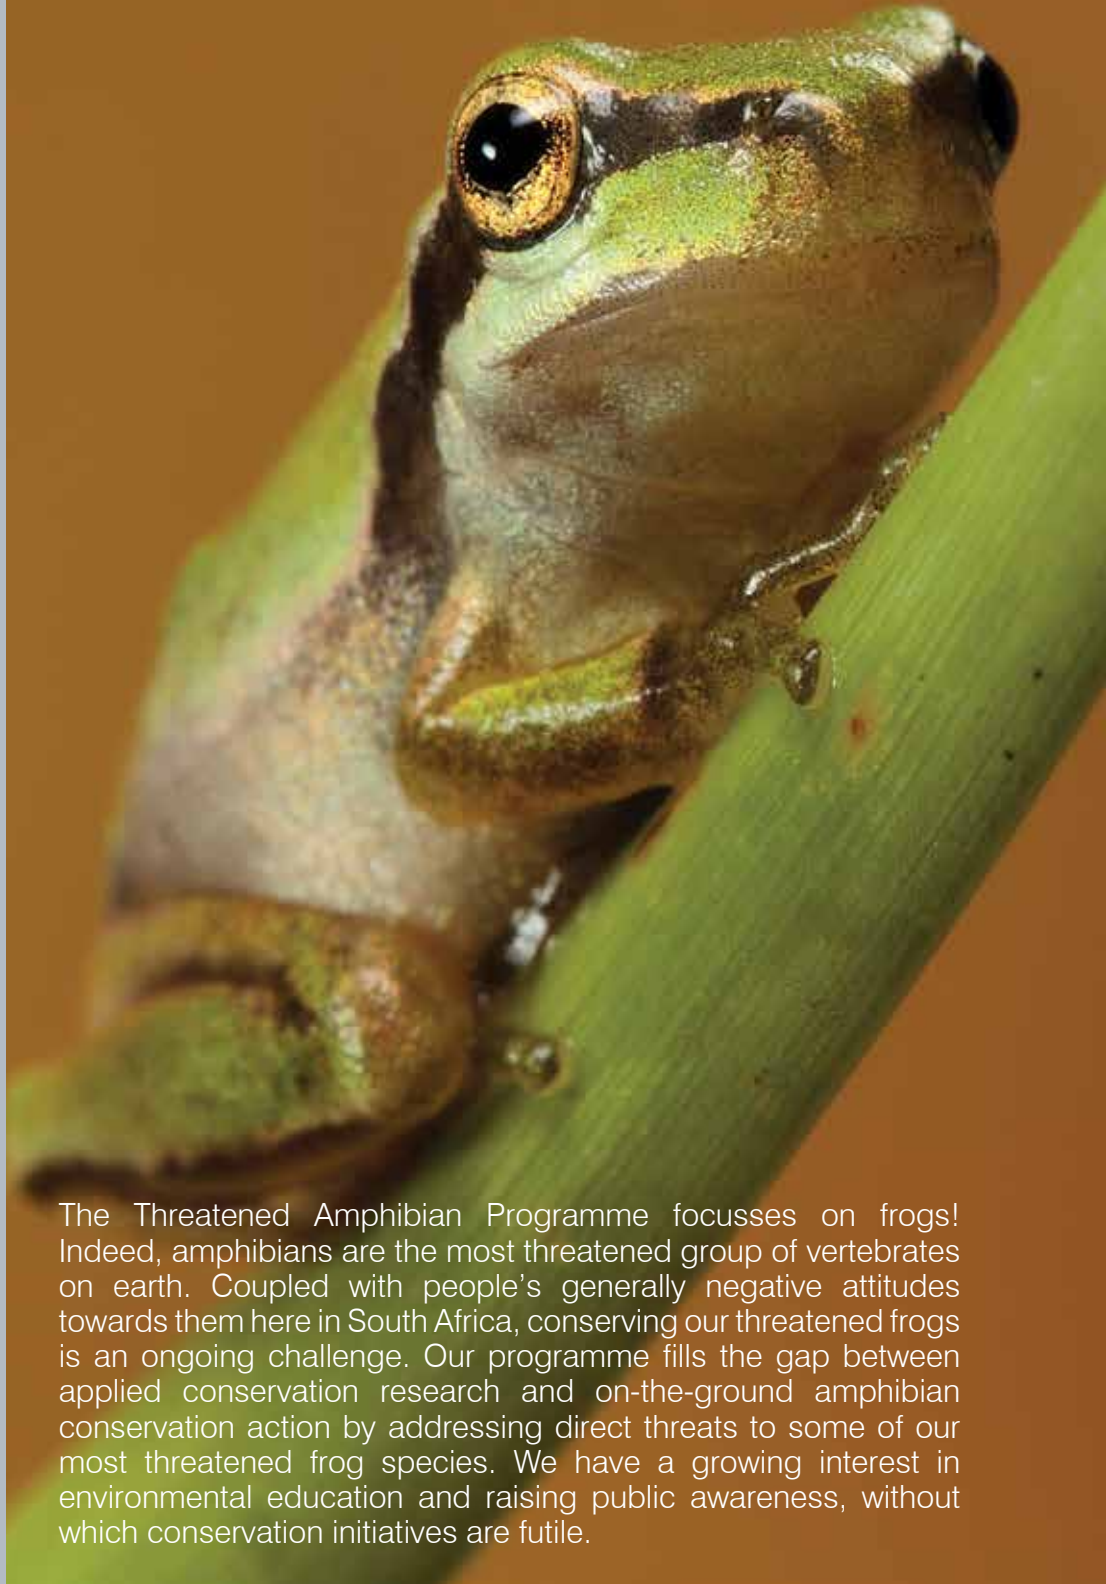 The Threatened Amphibian Programme focusses on frogs!
Indeed, amphibians are the most threatened group of vertebrates
on earth. Coupled with people's generally negative attitudes
towards them here in South Africa, conserving our threatened frogs
is an ongoing challenge. Our programme fills the gap between
applied conservation research and on-the-ground amphibian
conservation action by addressing direct threats to some of our
most threatened frog species. We have a growing interest in
environmental education and raising public awareness, without
which conservation initiatives are futile.